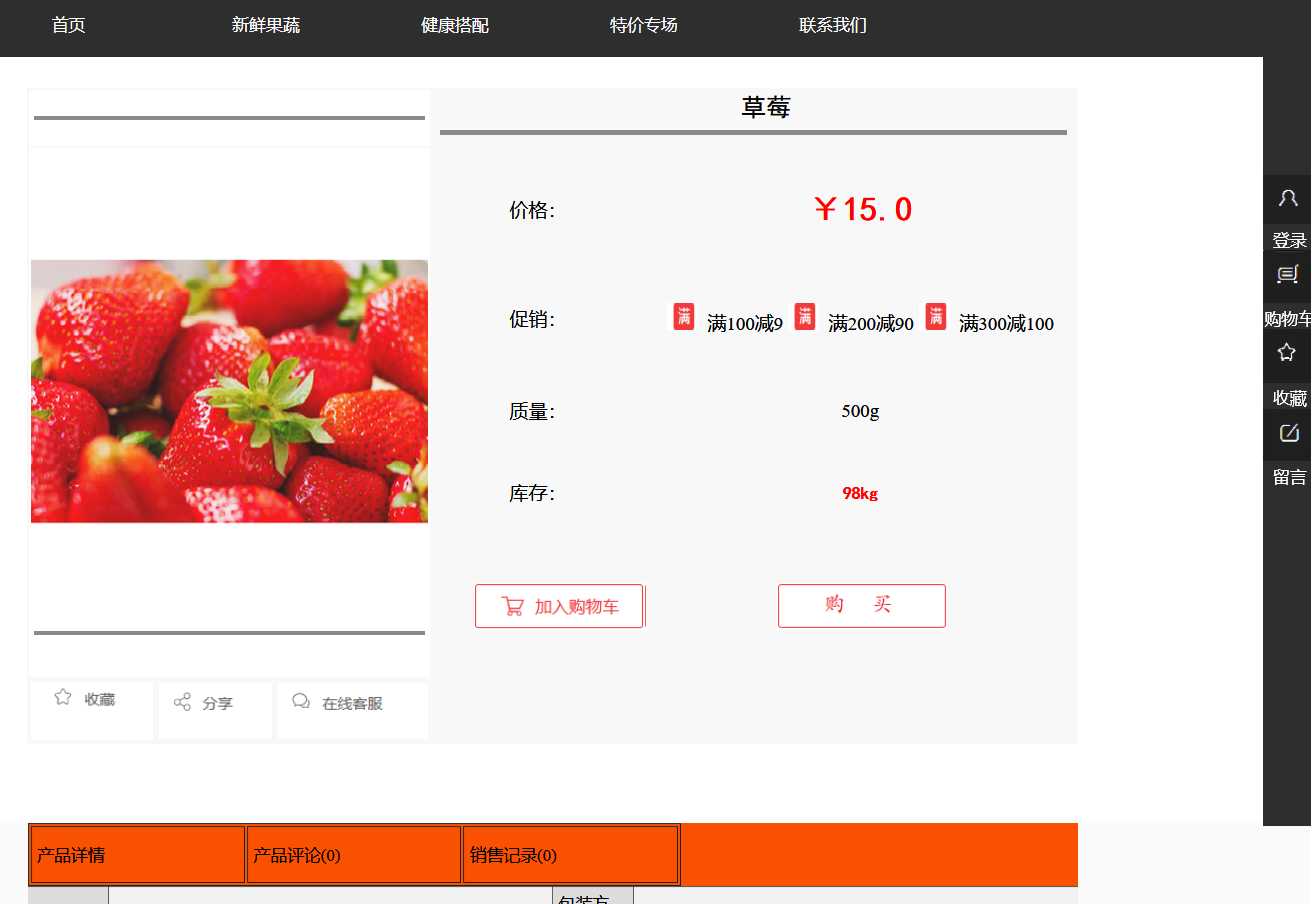 首页 新鲜果蔬 健康搭配 特价专场 联系我们
草莓
价格: ￥15.0
促销: 满 满100减9 满 满200减90 满 满300减100
质量: 500g
库存: 98kg
加入购物车 购 买
收藏 分享 在线客服
登录
购物车
收藏
留言
产品详情 产品评论(0) 销售记录(0)
包装方